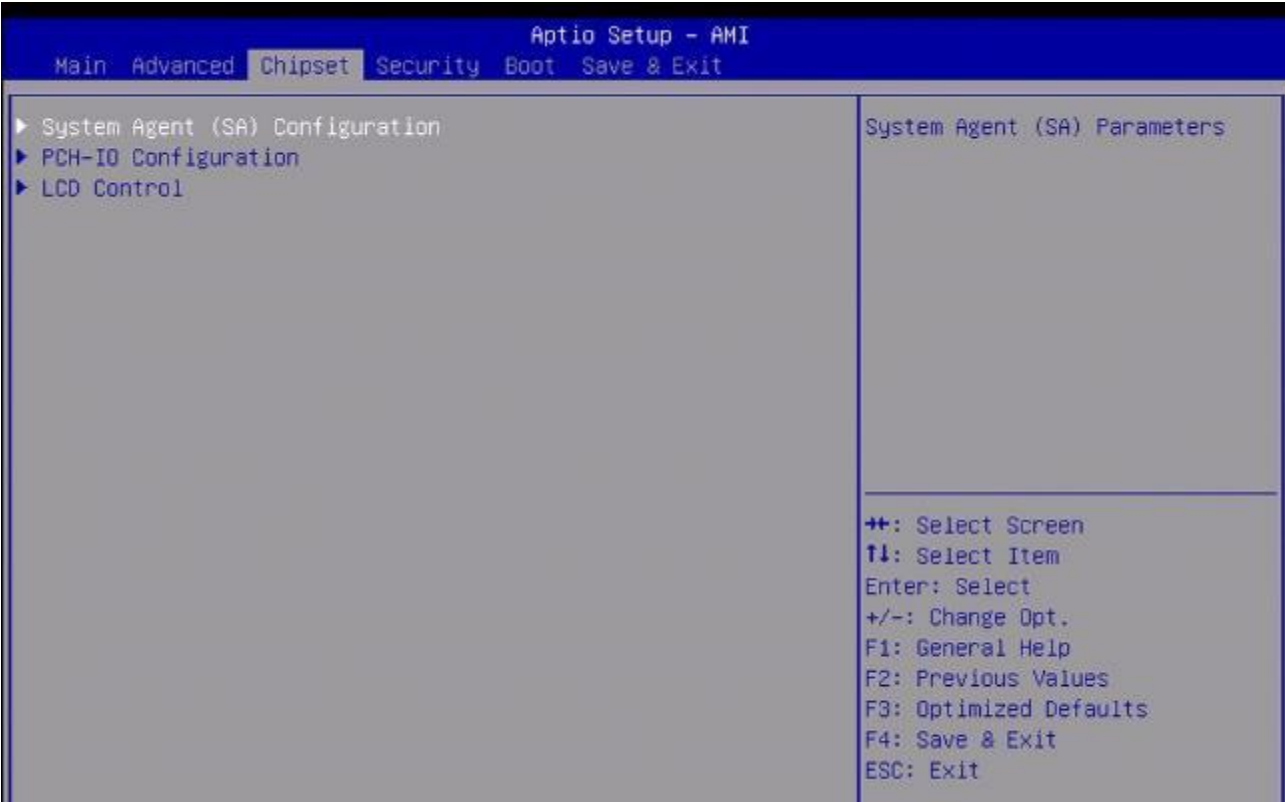 Aptio Setup - AMI
Main Advanced Chipset Security Boot Save & Exit
▶ System Agent (SA) Configuration
▶ PCH-IO Configuration
▶ LCD Control
System Agent (SA) Parameters
→←: Select Screen
↑↓: Select Item
Enter: Select
+/-: Change Opt.
F1: General Help
F2: Previous Values
F3: Optimized Defaults
F4: Save & Exit
ESC: Exit